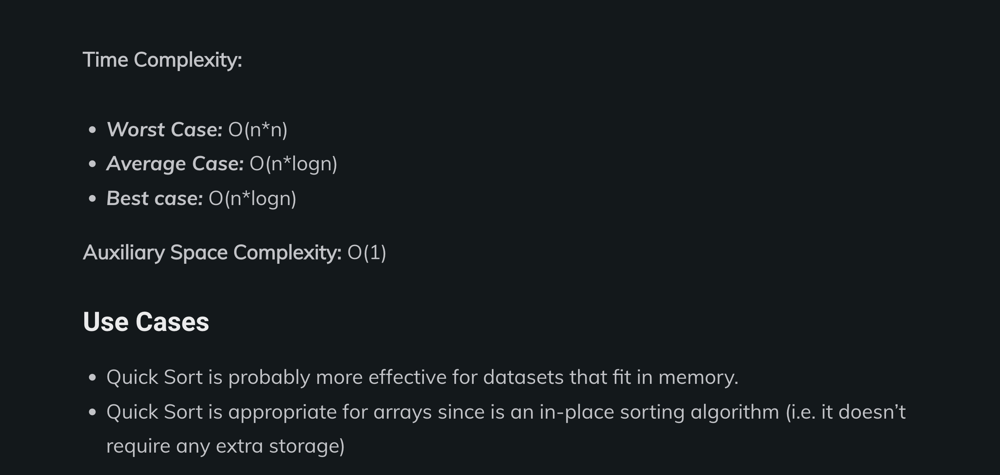 Time Complexity:
• Worst Case: O(n*n)
• Average Case: O(n*logn)
• Best case: O(n*logn)
Auxiliary Space Complexity: O(1)
Use Cases
• Quick Sort is probably more effective for datasets that fit in memory.
• Quick Sort is appropriate for arrays since is an in-place sorting algorithm (i.e. it doesn’t
require any extra storage)